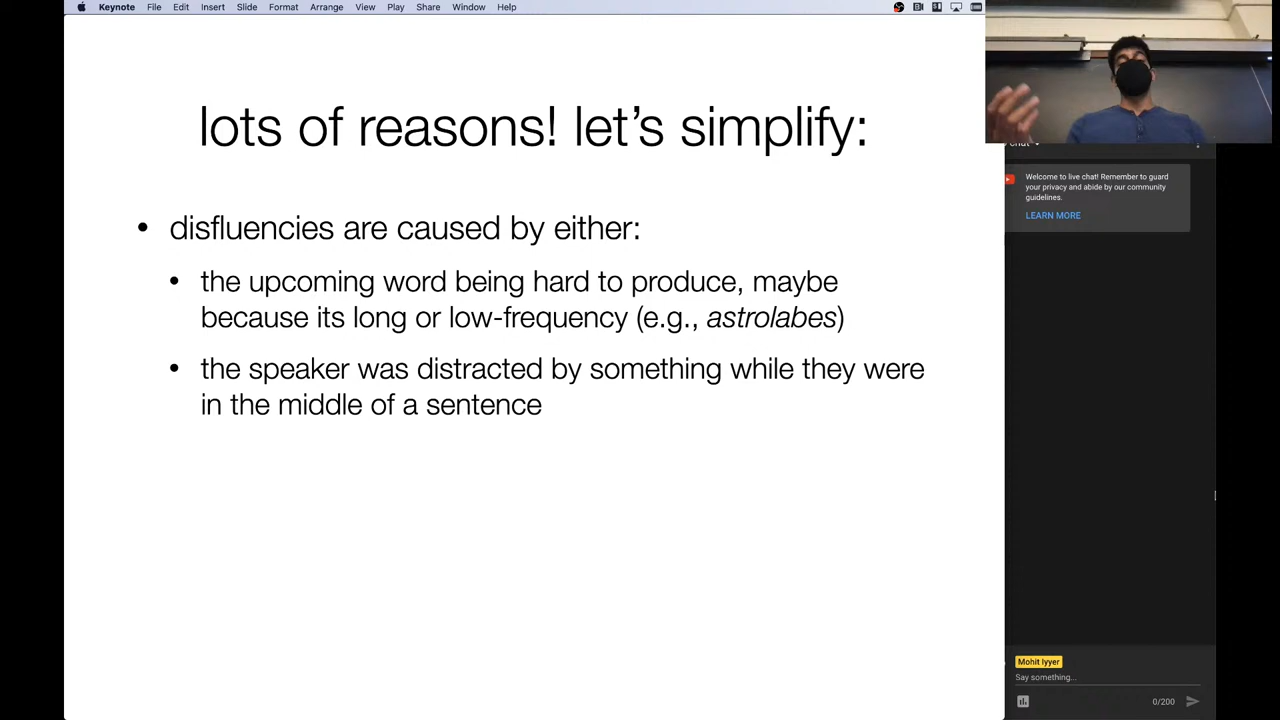 Keynote File Edit Insert Slide Format Arrange View Play Share Window Help
lots of reasons! let's simplify:
• disfluencies are caused by either:
• the upcoming word being hard to produce, maybe
because its long or low-frequency (e.g., astrolabes)
• the speaker was distracted by something while they were
in the middle of a sentence
chat
Welcome to live chat! Remember to guard
your privacy and abide by our community
guidelines.
LEARN MORE
Mohit Iyyer
Say something...
0/200